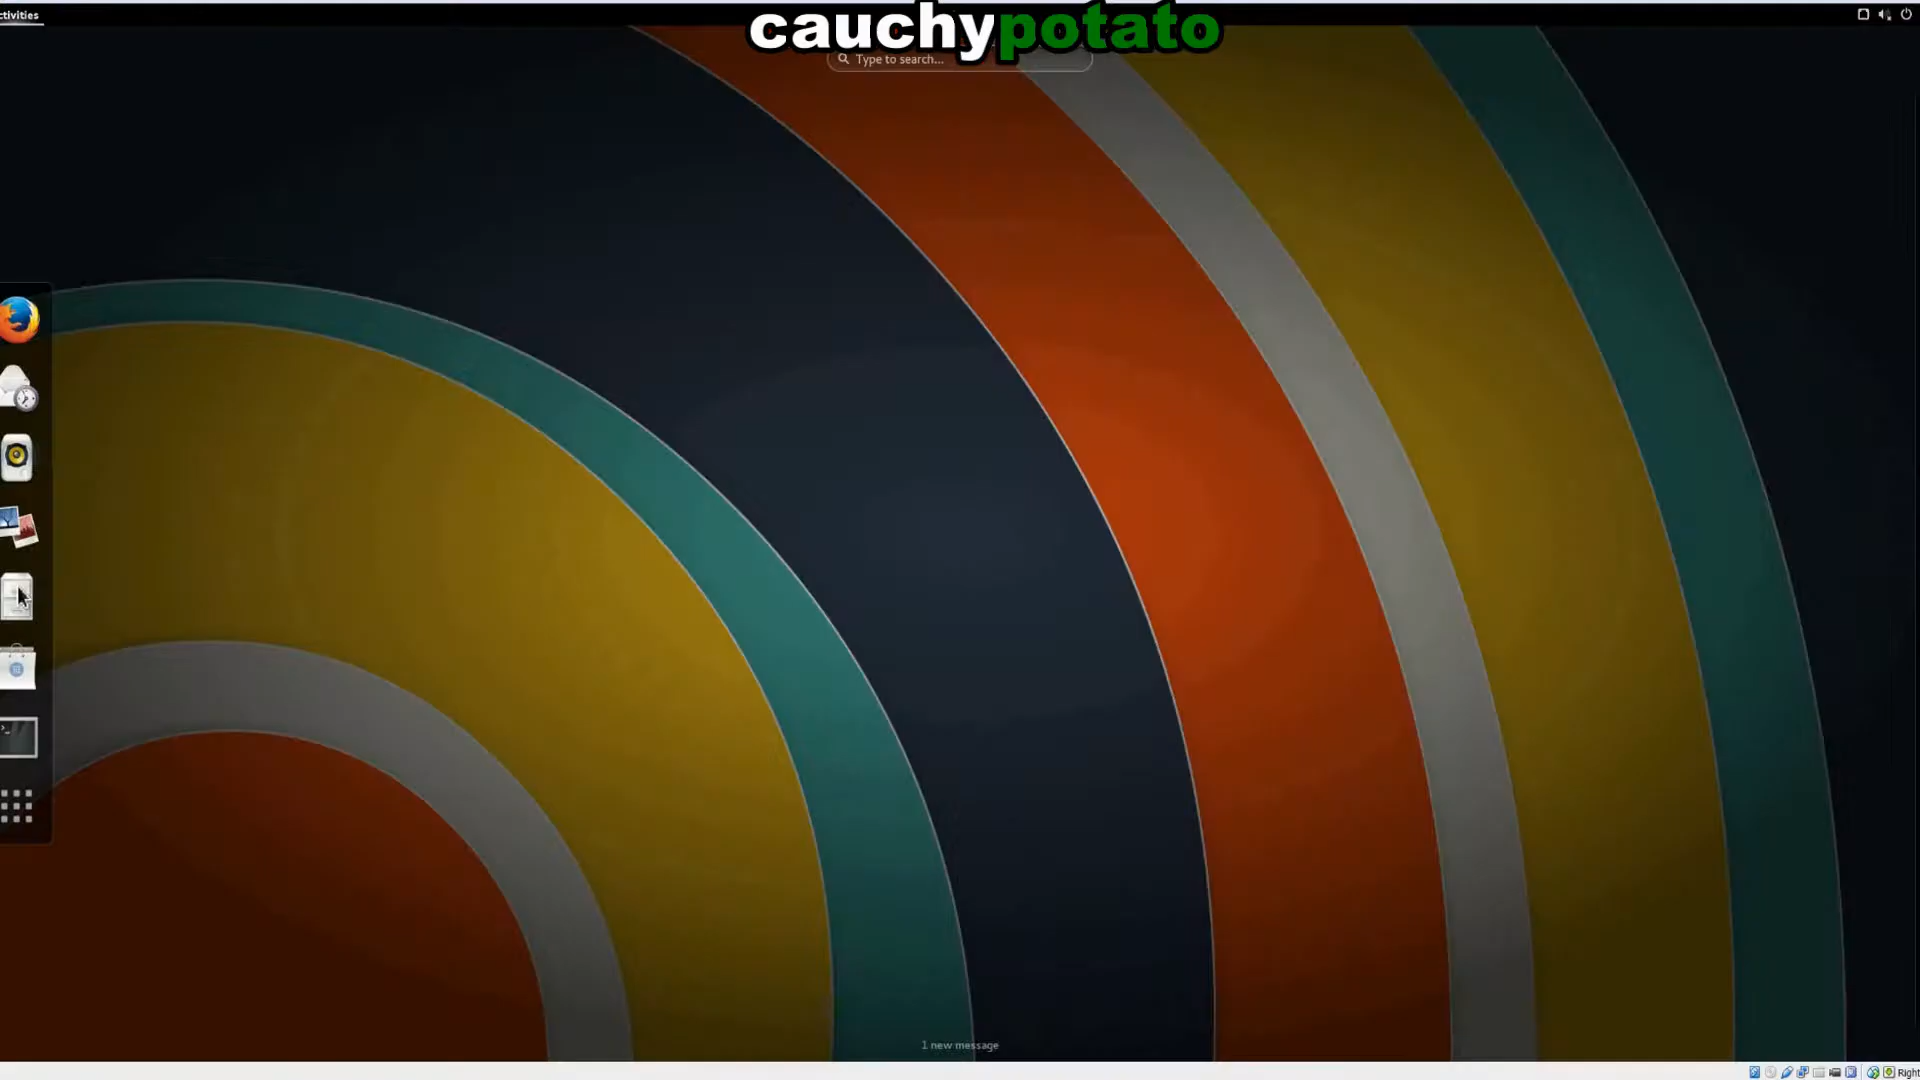 ctivities
cauchypotato
Type to search...
1 new message
Right